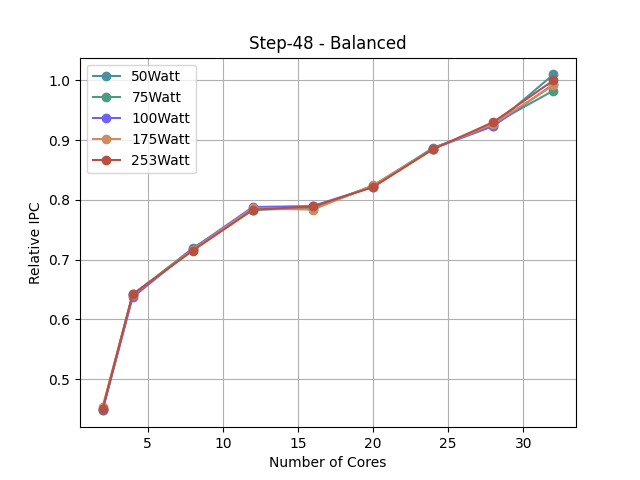 Step-48 - Balanced
50Watt
75Watt
100Watt
175Watt
253Watt
Relative IPC
1.0
0.9
0.8
0.7
0.6
0.5
5 10 15 20 25 30
Number of Cores